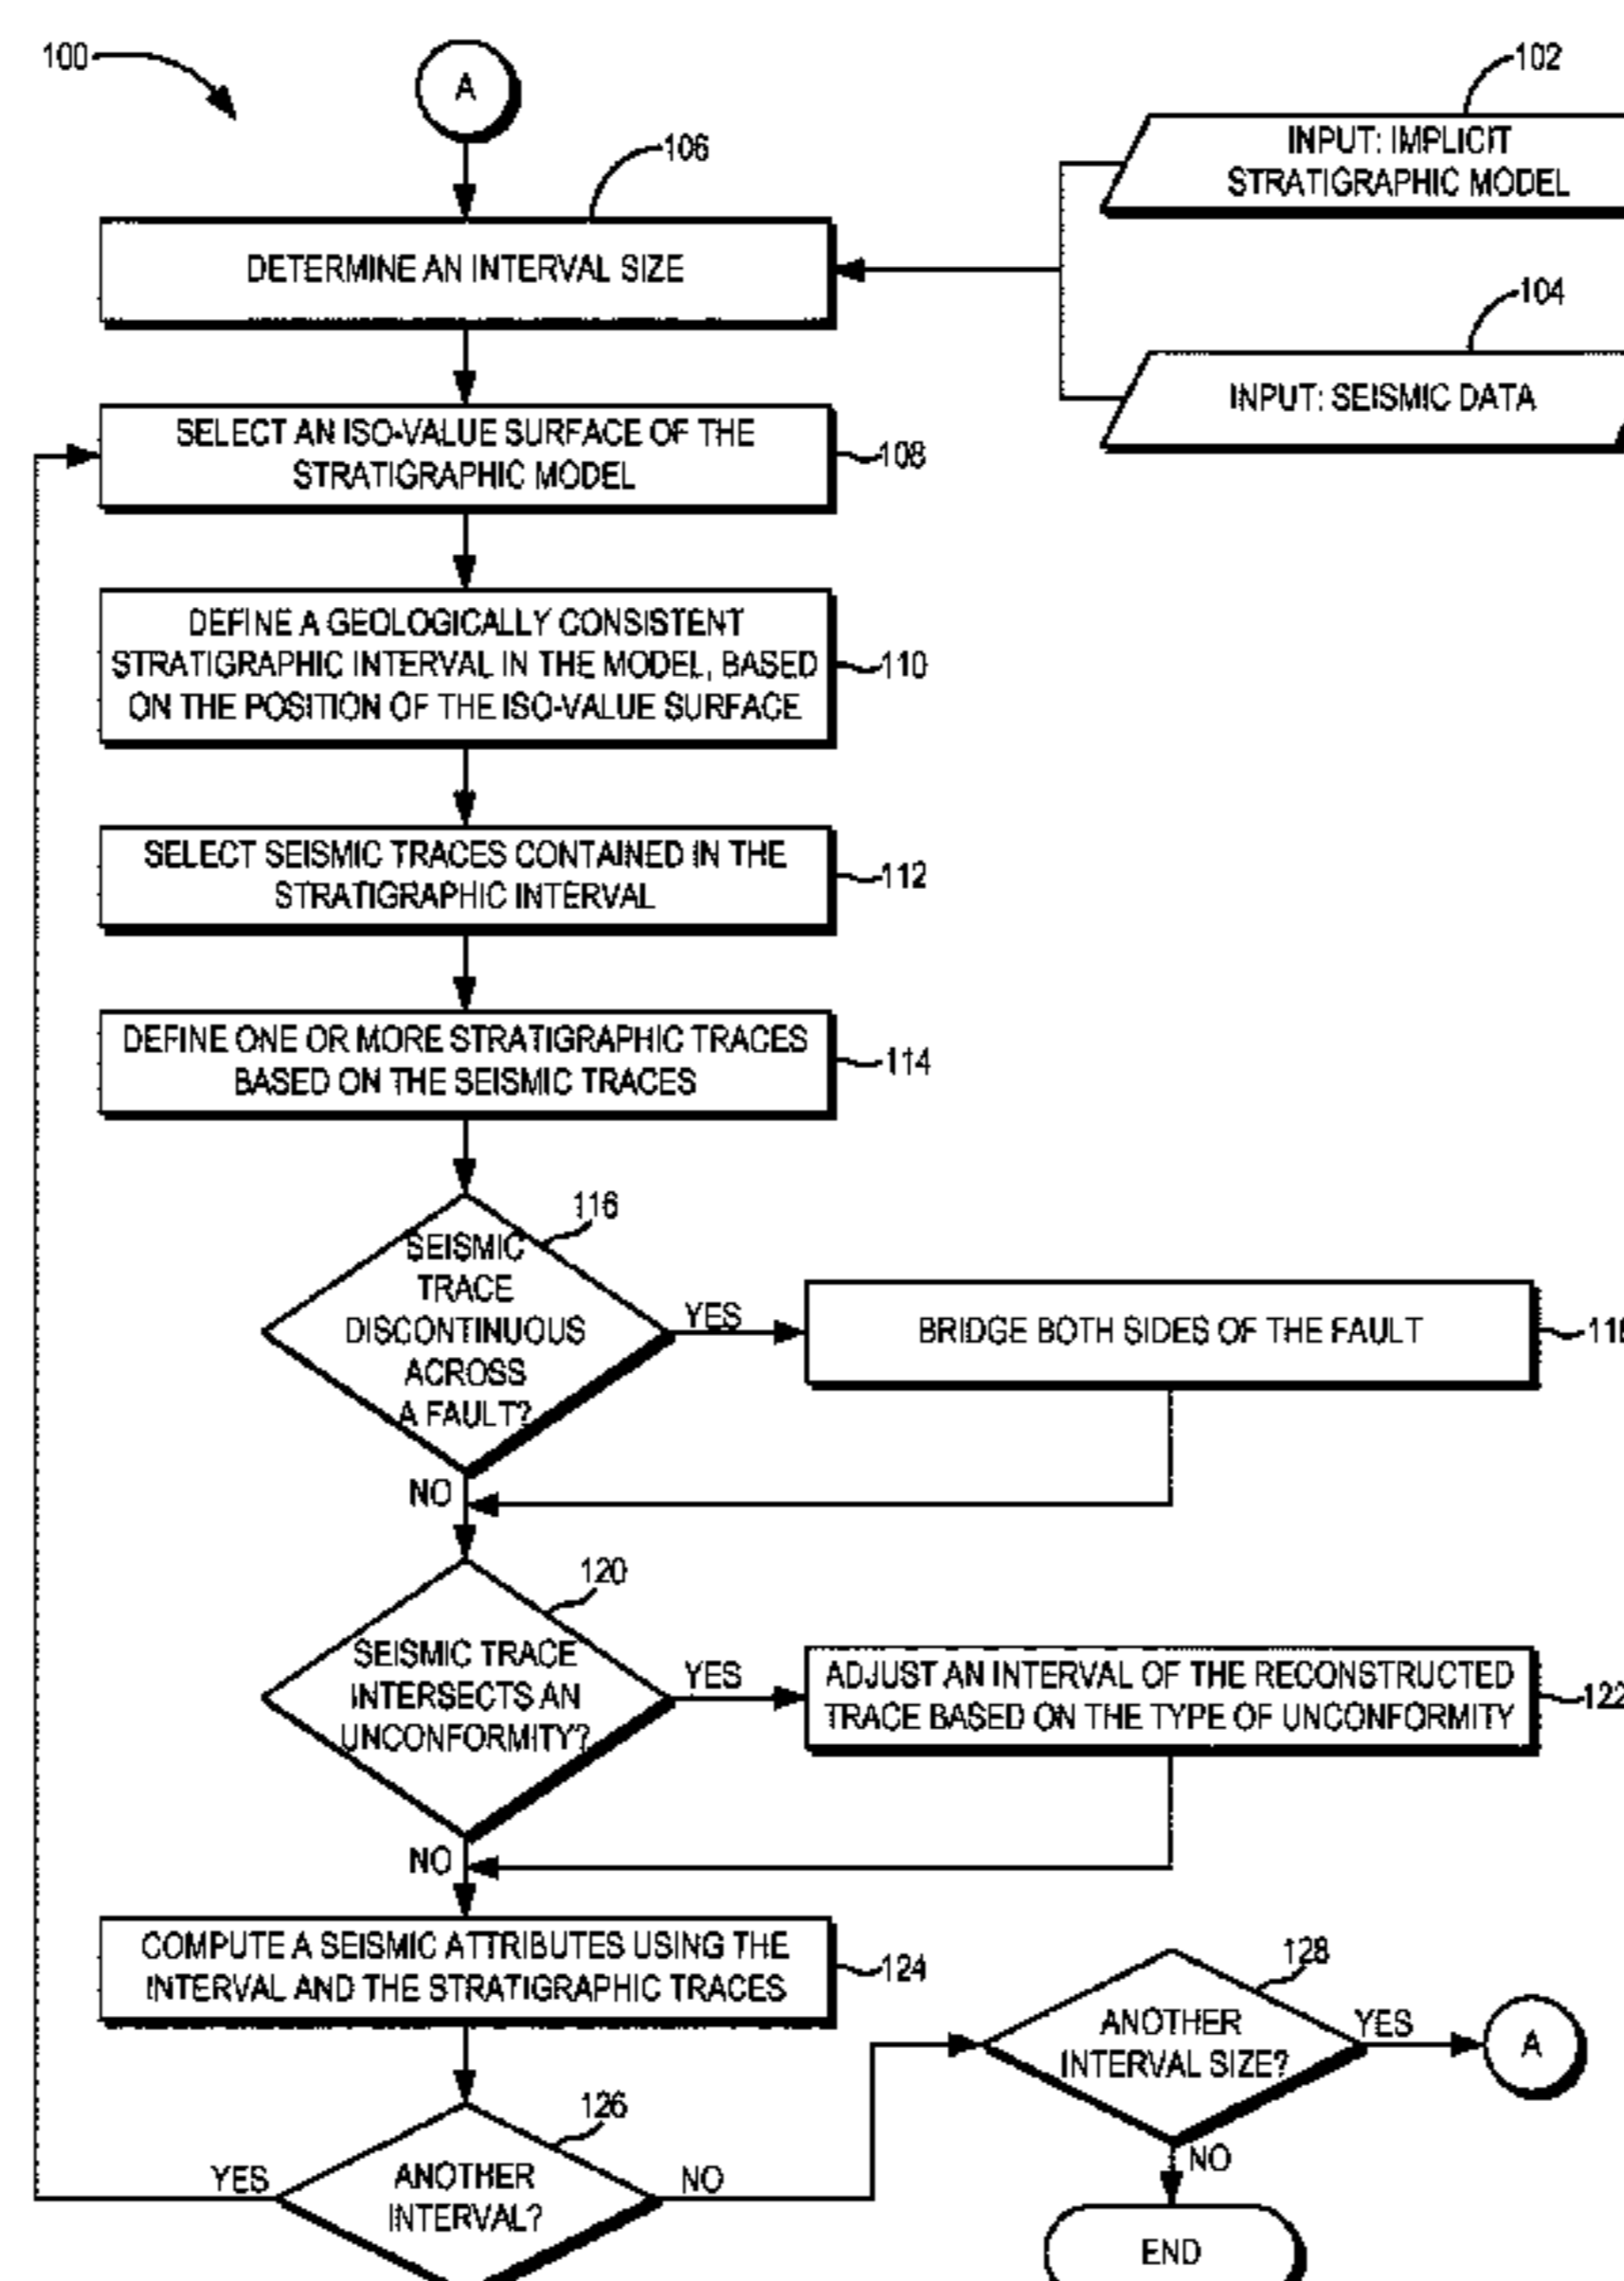 100
A
102
INPUT: IMPLICIT
STRATIGRAPHIC MODEL
106
DETERMINE AN INTERVAL SIZE
104
INPUT: SEISMIC DATA
SELECT AN ISO-VALUE SURFACE OF THE
STRATIGRAPHIC MODEL
108
DEFINE A GEOLOGICALLY CONSISTENT
STRATIGRAPHIC INTERVAL IN THE MODEL, BASED
ON THE POSITION OF THE ISO-VALUE SURFACE
110
SELECT SEISMIC TRACES CONTAINED IN THE
STRATIGRAPHIC INTERVAL
112
DEFINE ONE OR MORE STRATIGRAPHIC TRACES
BASED ON THE SEISMIC TRACES
114
116
SEISMIC
TRACE
DISCONTINUOUS
ACROSS
A FAULT?
YES
BRIDGE BOTH SIDES OF THE FAULT
NO
120
SEISMIC TRACE
INTERSECTS AN
UNCONFORMITY?
YES
ADJUST AN INTERVAL OF THE RECONSTRUCTED
TRACE BASED ON THE TYPE OF UNCONFORMITY
122
NO
COMPUTE A SEISMIC ATTRIBUTES USING THE
INTERVAL AND THE STRATIGRAPHIC TRACES
124
128
ANOTHER
INTERVAL SIZE?
YES
A
NO
END
126
ANOTHER
INTERVAL?
YES
NO